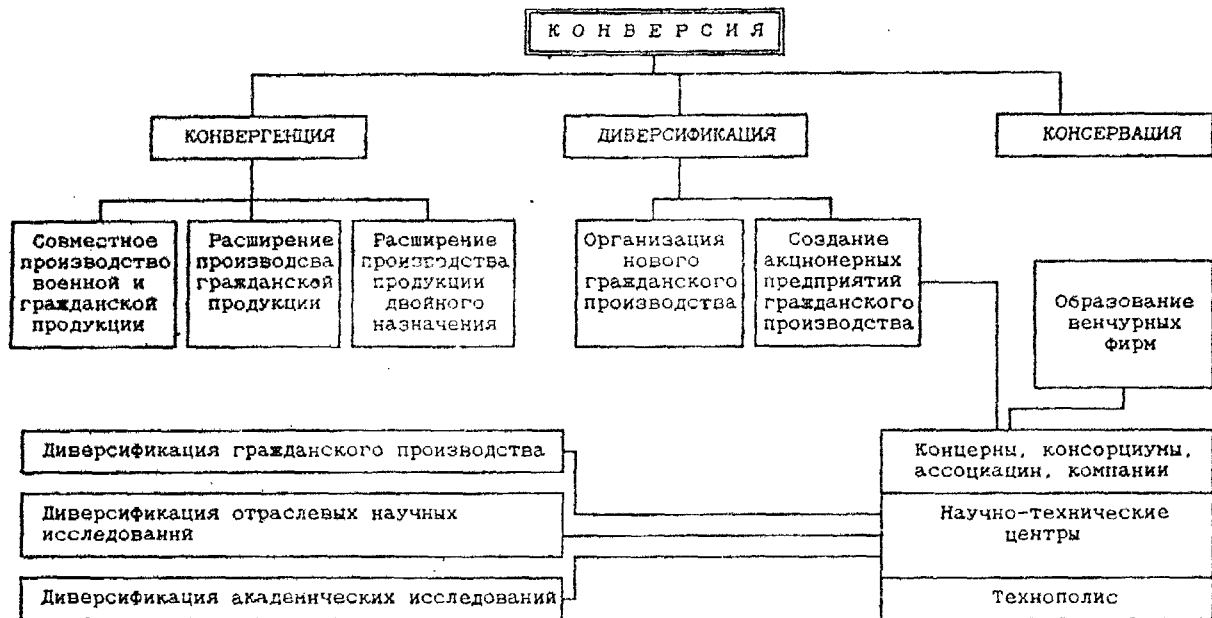 КОНВЕРСИЯ
КОНВЕРГЕНЦИЯ
ДИВЕРСИФИКАЦИЯ
КОНСЕРВАЦИЯ
Совместное
производство
военной и
гражданской
продукции
Расширение
производсва
гражданской
продукции
Расширение
производства
продукции
двойного
назначения
Организация
нового
гражданского
производства
Создание
акционерных
предприятий
гражданского
производства
Образование
венчурных
фирм
Диверсификация гражданского производства
Диверсификация отраслевых научных
исследований
Диверсификация академических исследований
Концерны, консорциумы,
ассоциации, компании
Научно-технические
центры
Технополис